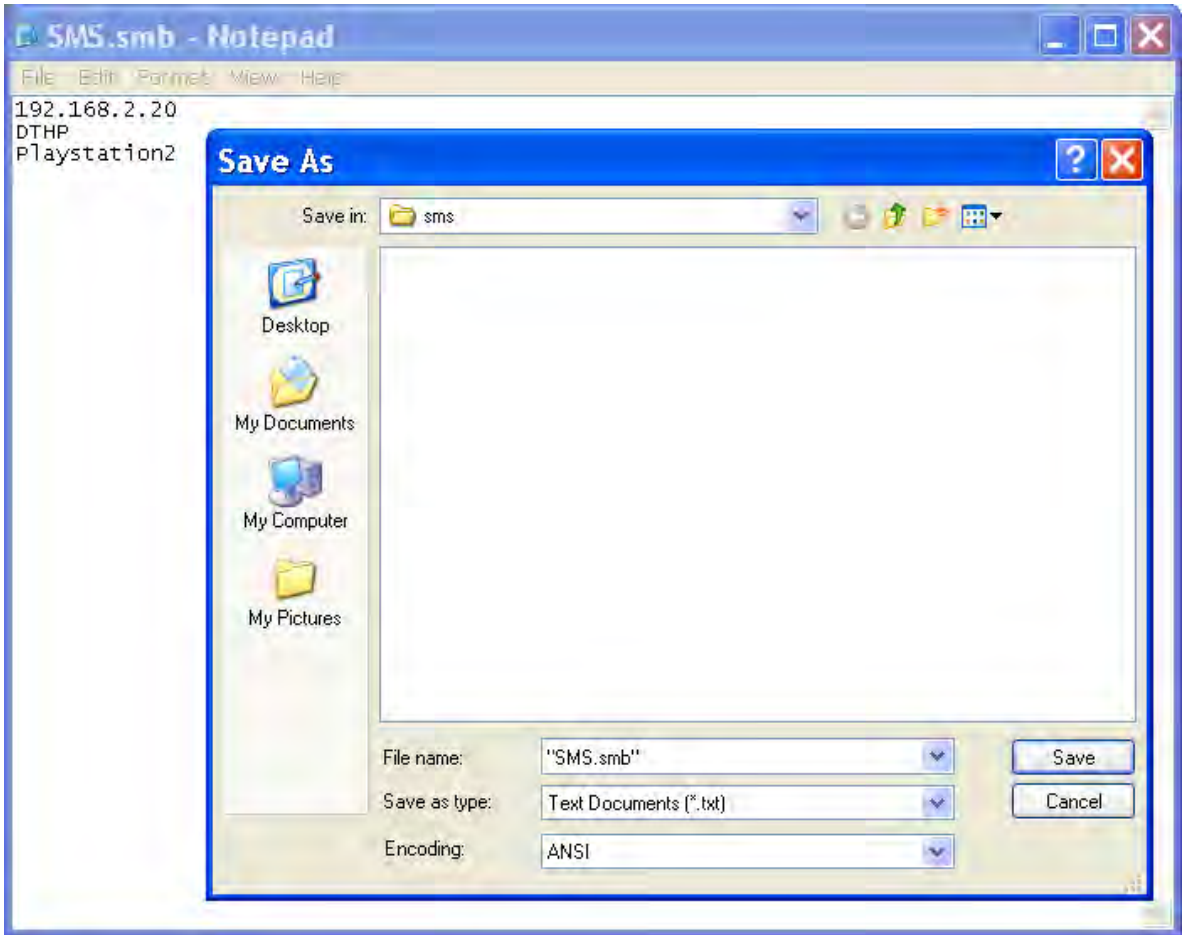 SMS.smb - Notepad
File Edit Format View Help
192.168.2.20
DTHP
Playstation2
Save As
Save in: sms
Desktop
My Documents
My Computer
My Pictures
File name: "SMS.smb" Save
Save as type: Text Documents (*.txt) Cancel
Encoding: ANSI